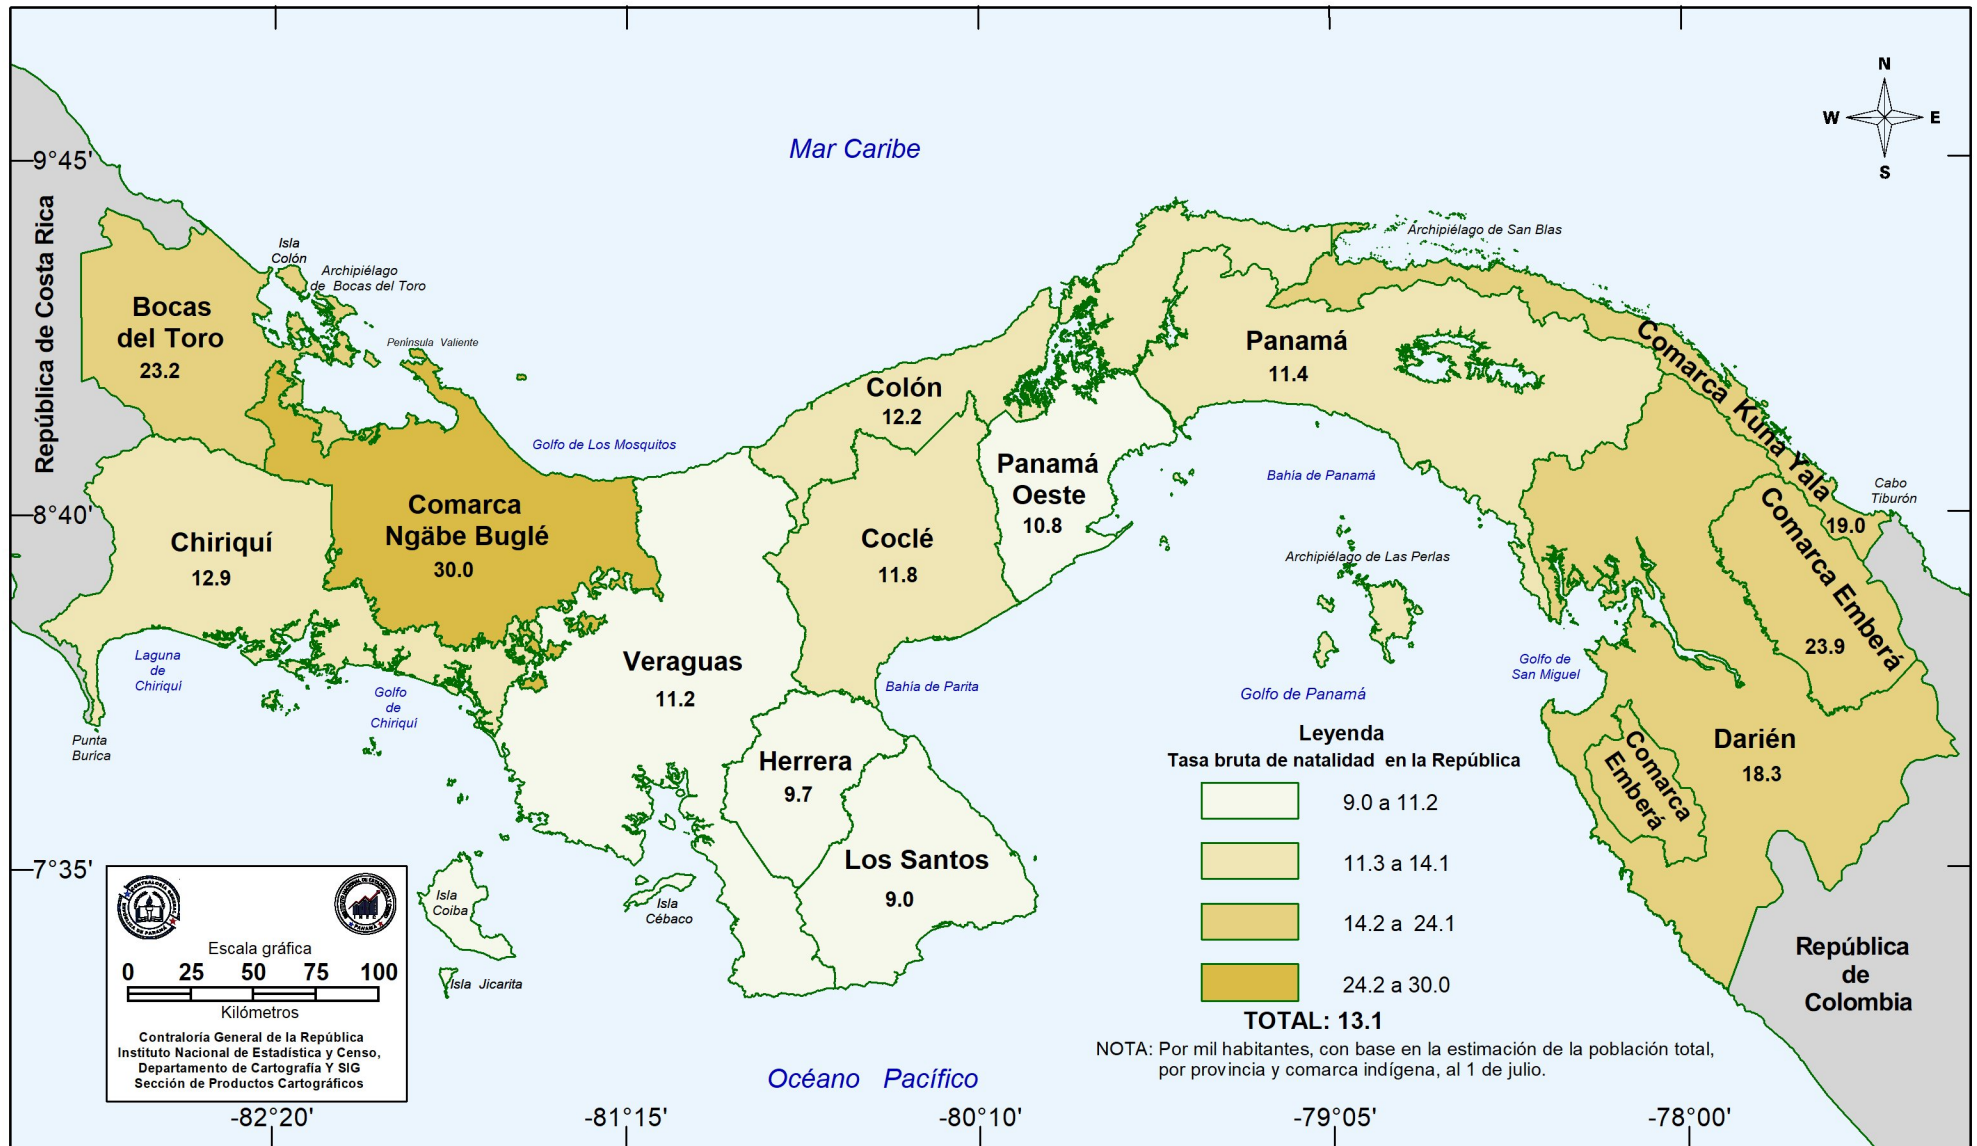 N
W E
S
Mar Caribe
9°45'
República de Costa Rica
Isla
Colón
Archipiélago
de Bocas del Toro
Archipiélago de San Blas
Bocas
del Toro
23.2
Península Valiente
Panamá
11.4
Comarca Kuna Yala
19.0
Colón
12.2
Golfo de Los Mosquitos
Panamá
Oeste
10.8
Bahía de Panamá
Cabo
Tiburón
8°40'
Comarca
Ngäbe Buglé
30.0
Chiriquí
12.9
Coclé
11.8
Archipiélago de Las Perlas
Comarca Emberá
23.9
Laguna
de
Chiriquí
Golfo
de
Chiriquí
Veraguas
11.2
Bahía de Parita
Golfo de Panamá
Golfo de
San Miguel
Punta
Burica
Herrera
9.7
Darién
18.3
Comarca
Emberá
Los Santos
9.0
7°35'
Isla
Coiba
Isla
Cébaco
Isla Jicarita
República
de
Colombia
Leyenda
Tasa bruta de natalidad en la República
9.0 a 11.2
11.3 a 14.1
14.2 a 24.1
24.2 a 30.0
TOTAL: 13.1
NOTA: Por mil habitantes, con base en la estimación de la población total,
por provincia y comarca indígena, al 1 de julio.
Escala gráfica
0 25 50 75 100
Kilómetros
Contraloría General de la República
Instituto Nacional de Estadística y Censo,
Departamento de Cartografía Y SIG
Sección de Productos Cartográficos
Océano Pacífico
-82°20' -81°15' -80°10' -79°05' -78°00'